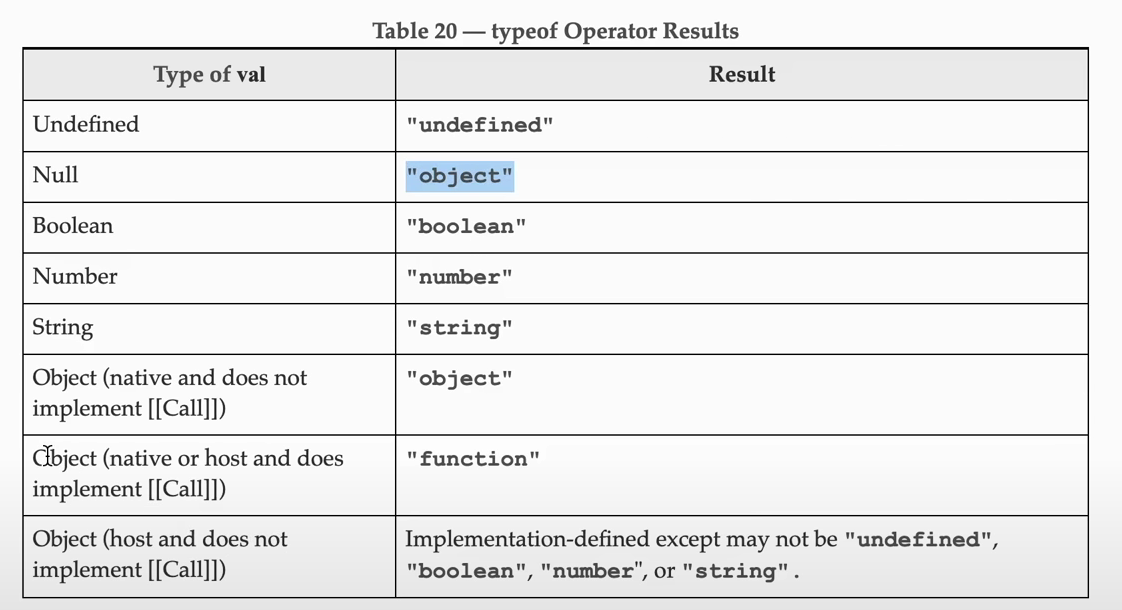 Table 20 — typeof Operator Results
Type of val
Result
Undefined
"undefined"
Null
"object"
Boolean
"boolean"
Number
"number"
String
"string"
Object (native and does not
implement [[Call]])
"object"
Object (native or host and does
implement [[Call]])
"function"
Object (host and does not
implement [[Call]])
Implementation-defined except may not be "undefined",
"boolean", "number", or "string".